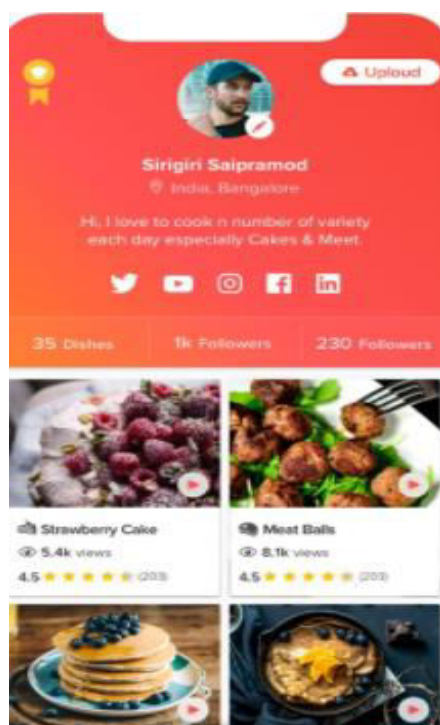 Uploud
Sirigiri Saipramod
India, Bangalore
Hi, I love to cook n number of variety
each day especially Cakes & Meet.
35 Dishes
1k Followers
230 Followers
Strawberry Cake
5.4k views
4.5 (203)
Meat Balls
8.1k views
4.5 (203)